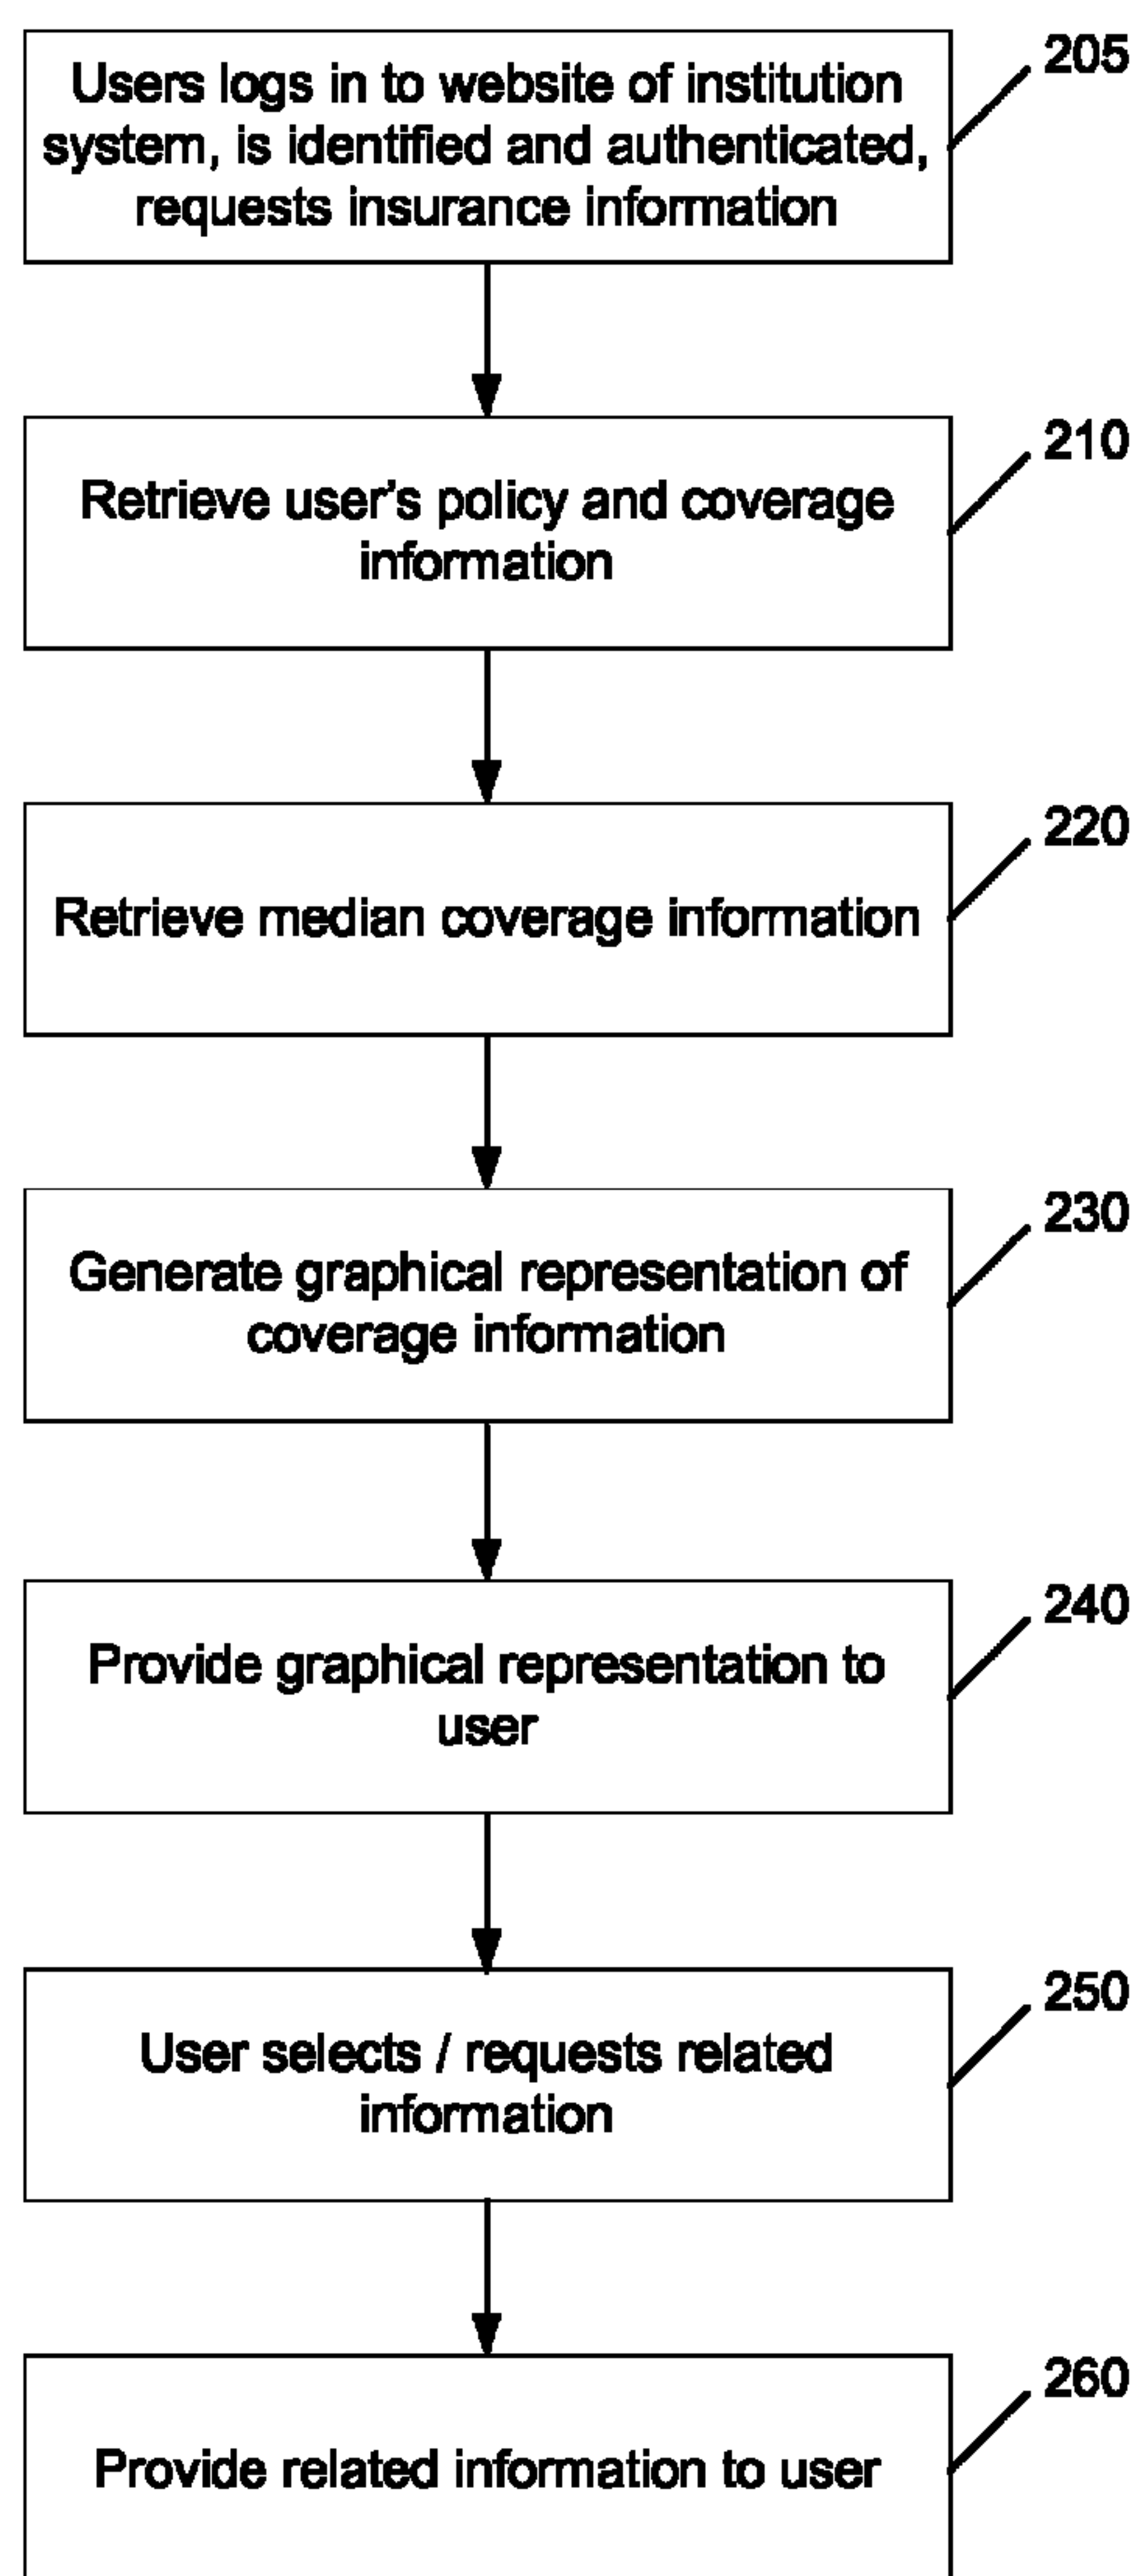 Users logs in to website of institution
205
system, is identified and authenticated,
requests insurance information
210
Retrieve user's policy and coverage
information
220
Retrieve median coverage information
230
Generate graphical representation of
coverage information
240
Provide graphical representation to
user
250
User selects / requests related
information
260
Provide related information to user